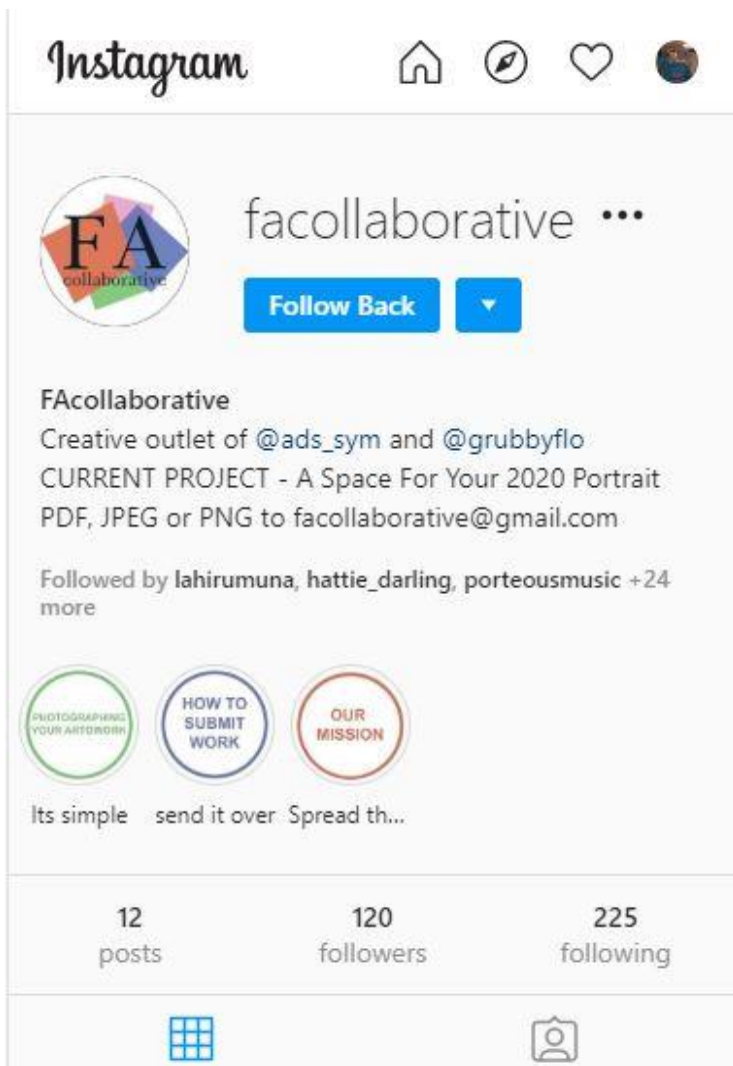 Instagram
FA
collaborative
facollaborative
Follow Back
FAcollaborative
Creative outlet of @ads_sym and @grubbyflo
CURRENT PROJECT - A Space For Your 2020 Portrait
PDF, JPEG or PNG to facollaborative@gmail.com
Followed by lahirumuna, hattie_darling, porteousmusic +24
more
PHOTOGRAPHING
YOUR ARTOWORK
HOW TO
SUBMIT
WORK
OUR
MISSION
Its simple
send it over
Spread th...
12
posts
120
followers
225
following